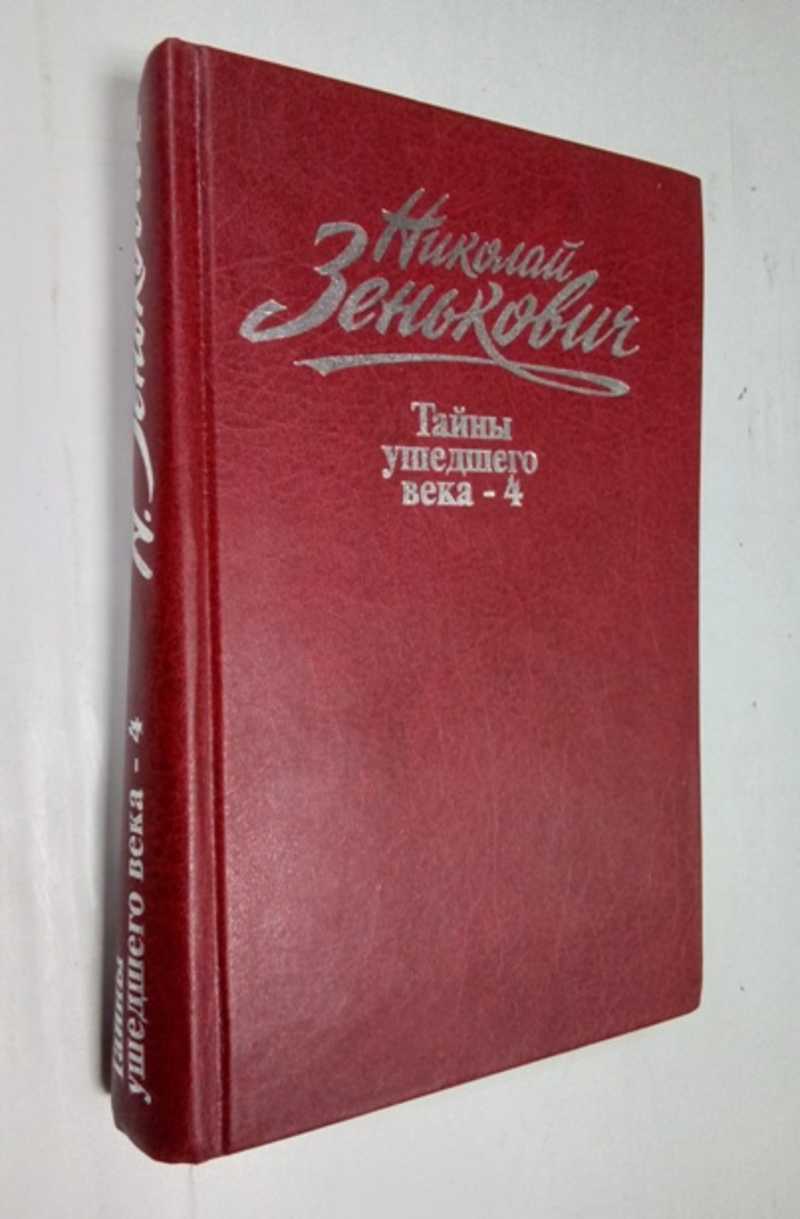 Николай
Зенькович
Тайны
ушедшего
века - 4
Н. Зенькович
Тайны
ушедшего века - 4